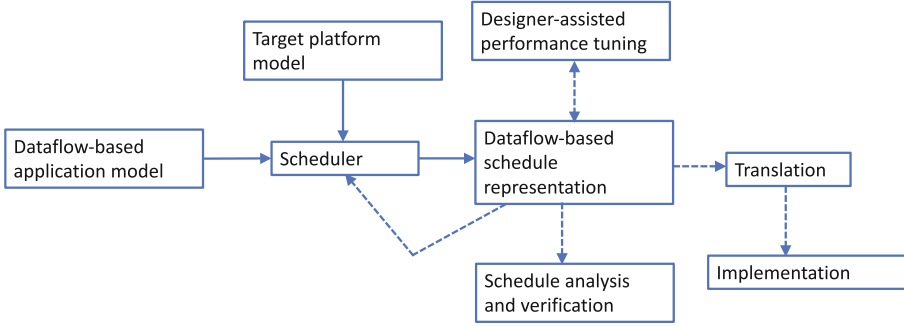 Designer-assisted
performance tuning
Target platform
model
Dataflow-based
application model
Scheduler
Dataflow-based
schedule
representation
Translation
Schedule analysis
and verification
Implementation